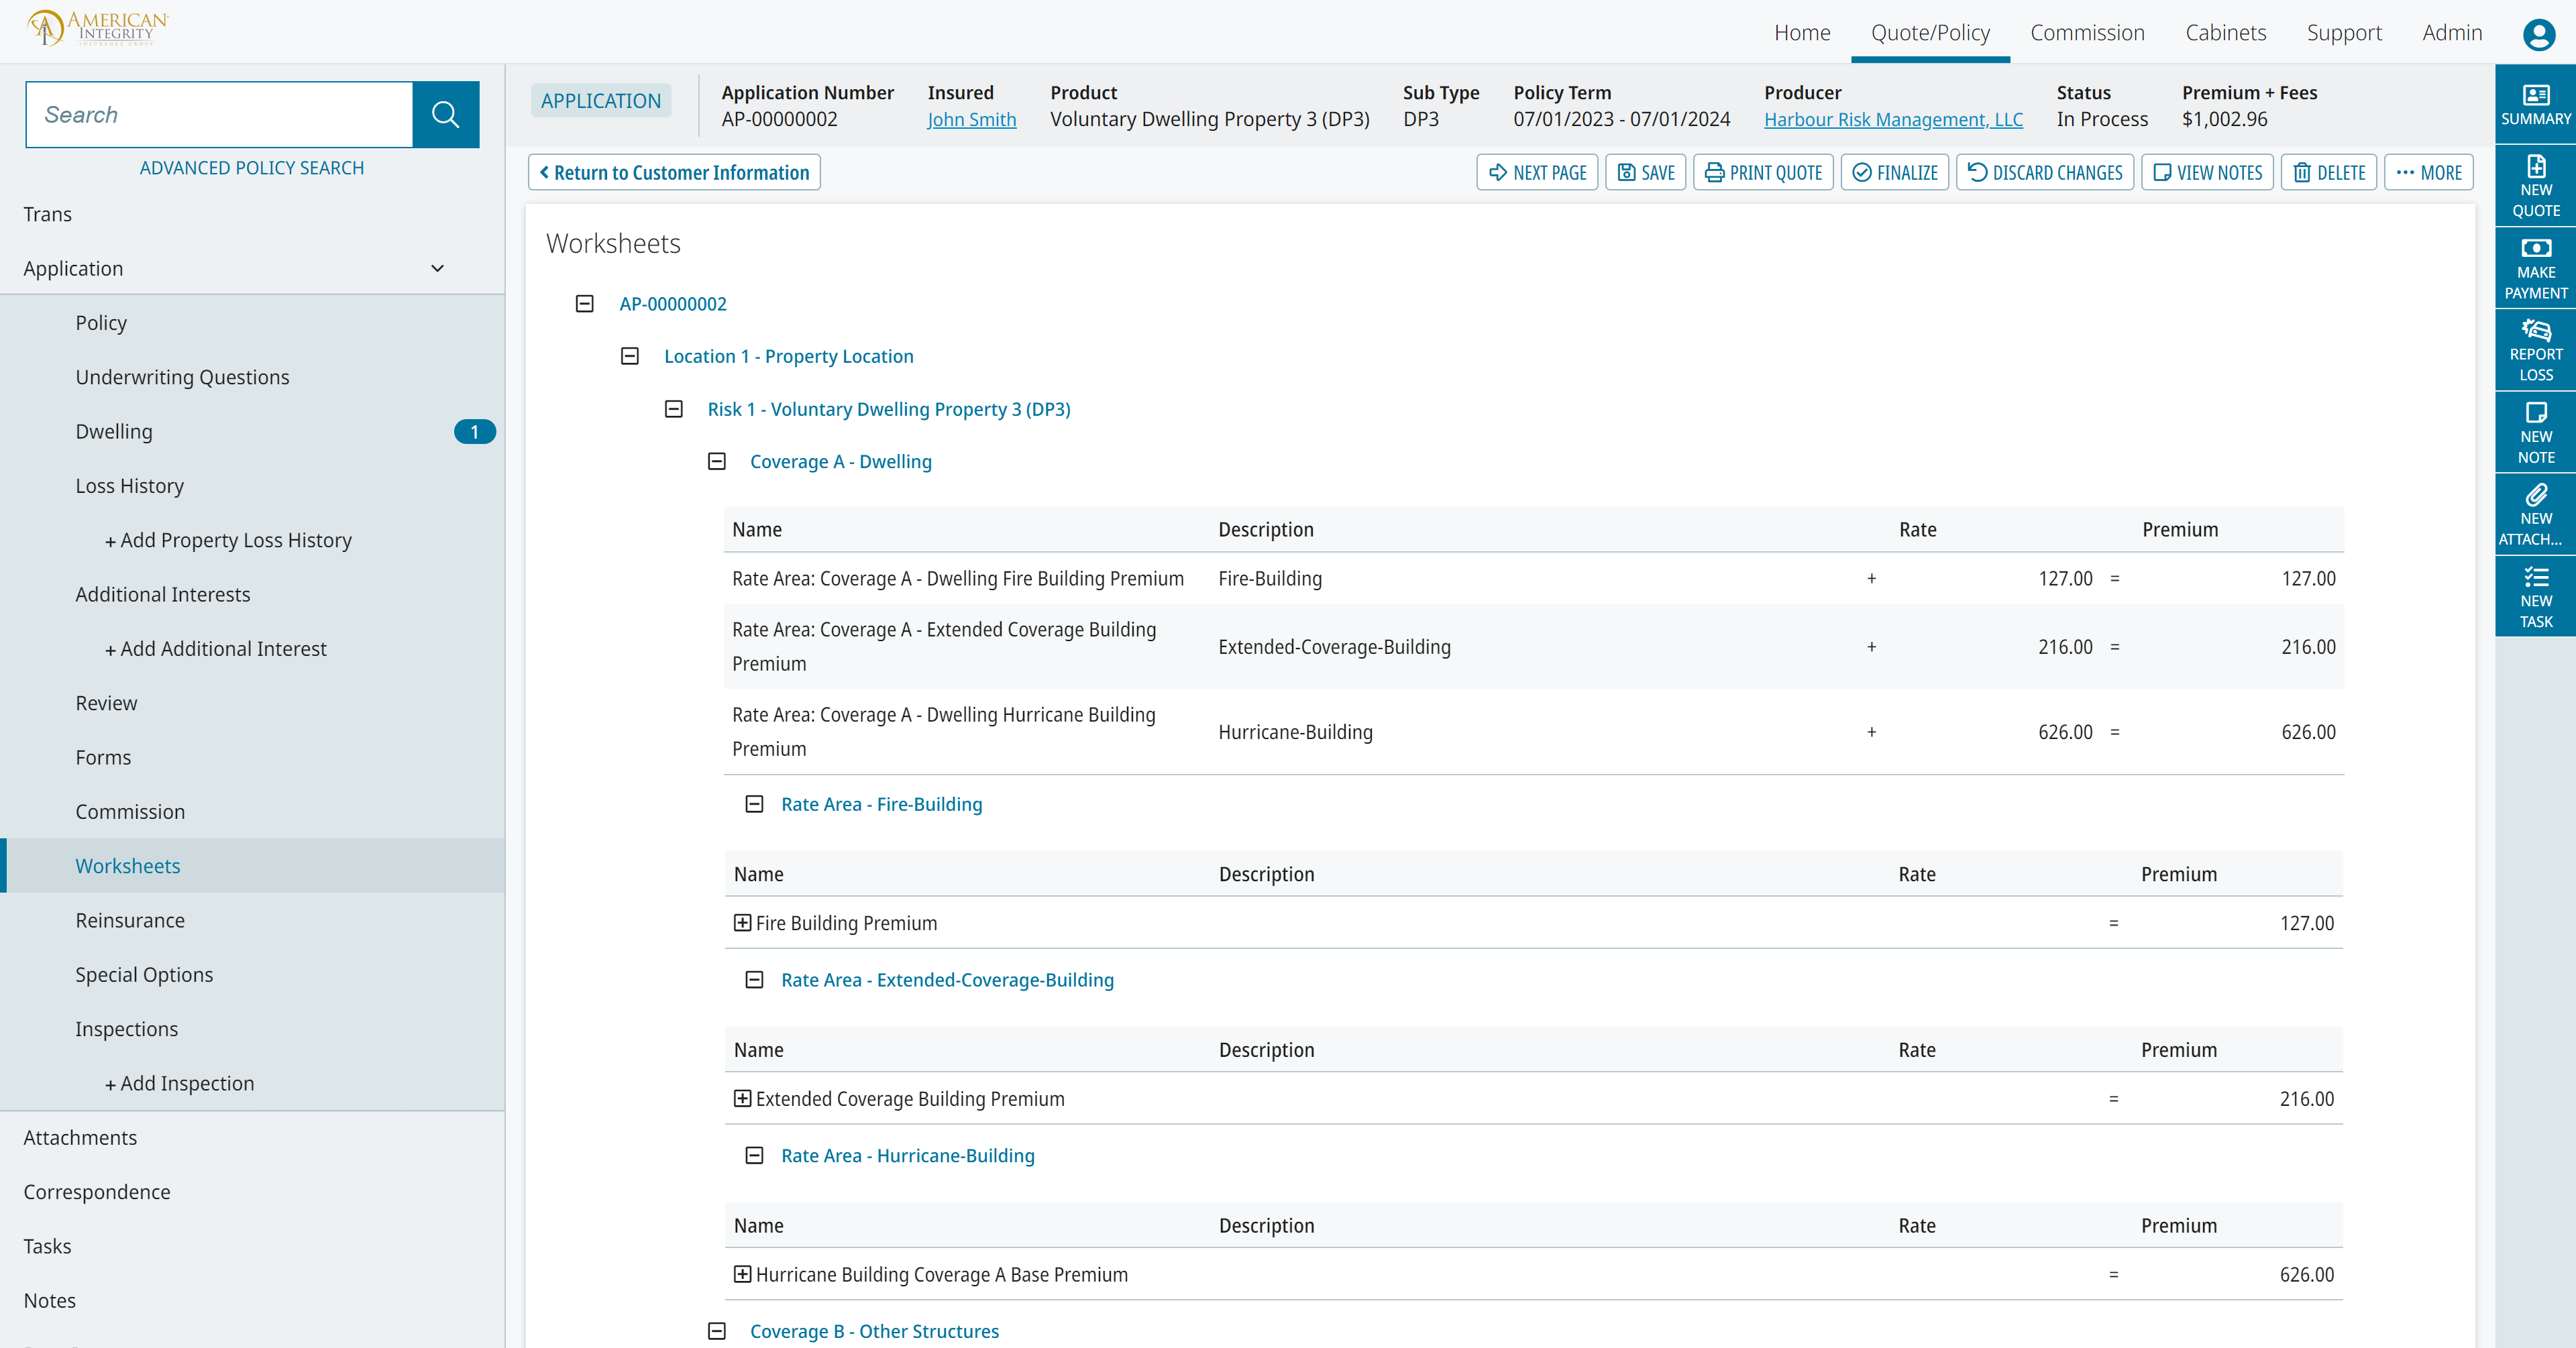 AMERICAN
INTEGRITY
INSURANCE GROUP
Home
Quote/Policy
Commission
Cabinets
Support
Admin
Search
ADVANCED POLICY SEARCH
Trans
Application
Policy
Underwriting Questions
Dwelling
1
Loss History
+ Add Property Loss History
Additional Interests
+ Add Additional Interest
Review
Forms
Commission
Worksheets
Reinsurance
Special Options
Inspections
+ Add Inspection
Attachments
Correspondence
Tasks
Notes
APPLICATION
Application Number
AP-00000002
Insured
John Smith
Product
Voluntary Dwelling Property 3 (DP3)
Sub Type
DP3
Policy Term
07/01/2023 - 07/01/2024
Producer
Harbour Risk Management, LLC
Status
In Process
Premium + Fees
$1,002.96
Return to Customer Information
NEXT PAGE
SAVE
PRINT QUOTE
FINALIZE
DISCARD CHANGES
VIEW NOTES
DELETE
MORE
Worksheets
AP-00000002
Location 1 - Property Location
Risk 1 - Voluntary Dwelling Property 3 (DP3)
Coverage A - Dwelling
Name Description Rate Premium
Rate Area: Coverage A - Dwelling Fire Building Premium Fire-Building + 127.00 = 127.00
Rate Area: Coverage A - Extended Coverage Building
Premium Extended-Coverage-Building + 216.00 = 216.00
Rate Area: Coverage A - Dwelling Hurricane Building
Premium Hurricane-Building + 626.00 = 626.00
Rate Area - Fire-Building
Name Description Rate Premium
Fire Building Premium = 127.00
Rate Area - Extended-Coverage-Building
Name Description Rate Premium
Extended Coverage Building Premium = 216.00
Rate Area - Hurricane-Building
Name Description Rate Premium
Hurricane Building Coverage A Base Premium = 626.00
Coverage B - Other Structures
SUMMARY
NEW
QUOTE
MAKE
PAYMENT
REPORT
LOSS
NEW
NOTE
NEW
ATTACH...
NEW
TASK